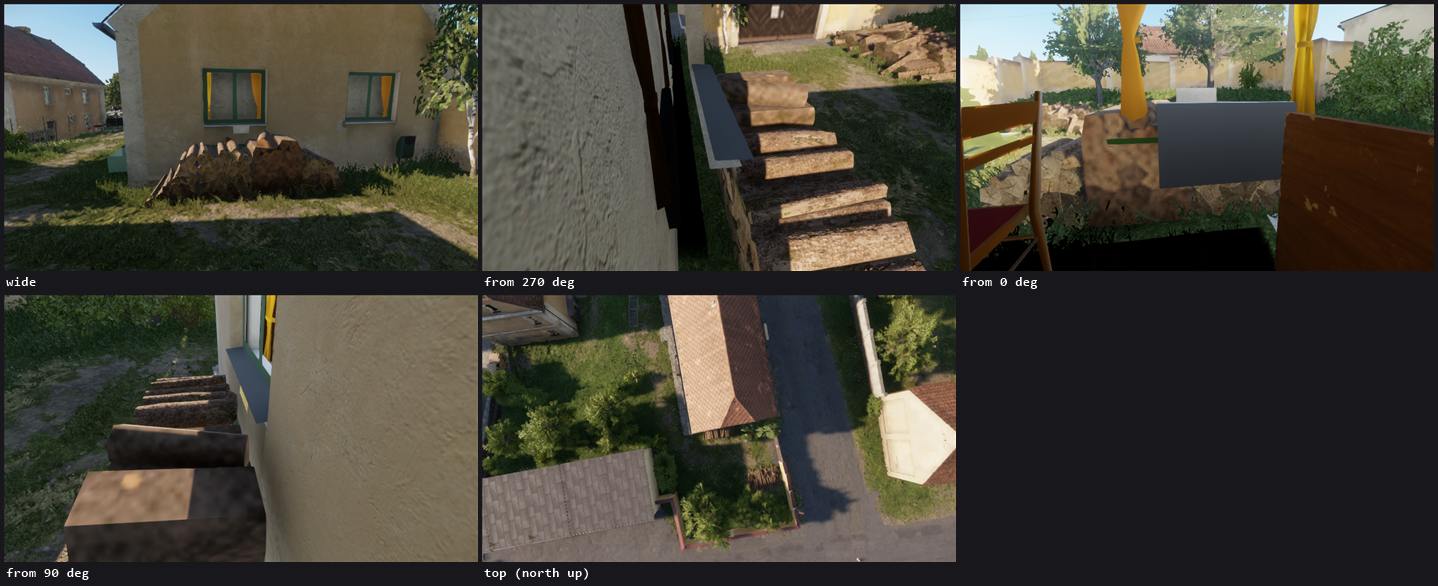 wide
from 270 deg
from 0 deg
from 90 deg
top (north up)